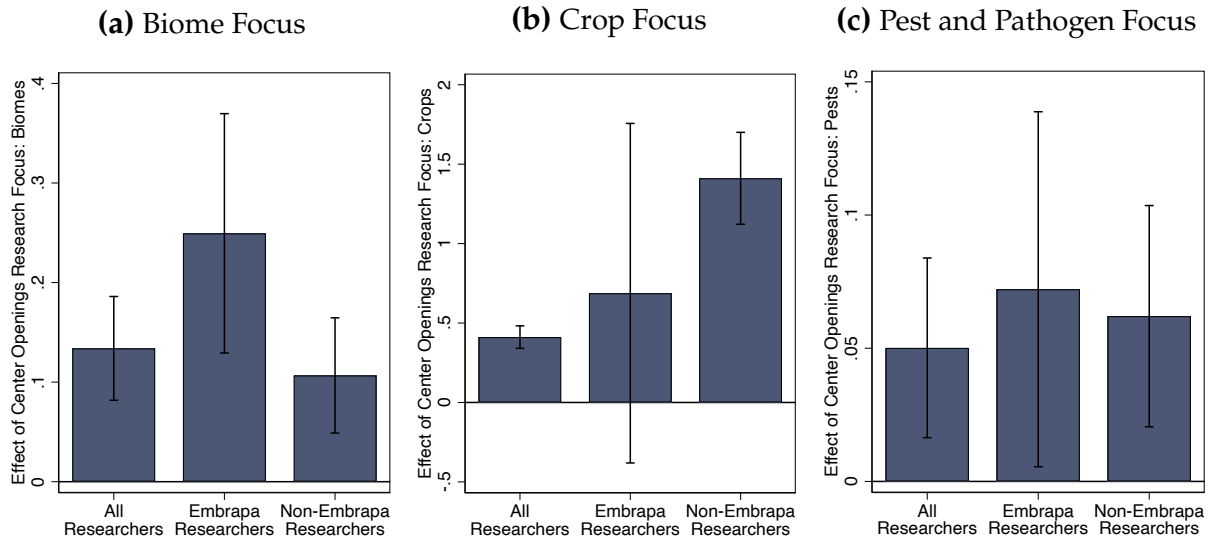 (a) Biome Focus
Effect of Center Openings Research Focus: Biomes
.4
.3
.2
.1
0
All
Researchers
Embrapa
Researchers
Non-Embrapa
Researchers
(b) Crop Focus
Effect of Center Openings Research Focus: Crops
2
1.5
1
.5
0
-.5
All
Researchers
Embrapa
Researchers
Non-Embrapa
Researchers
(c) Pest and Pathogen Focus
Effect of Center Openings Research Focus: Pests
.15
.1
.05
0
All
Researchers
Embrapa
Researchers
Non-Embrapa
Researchers